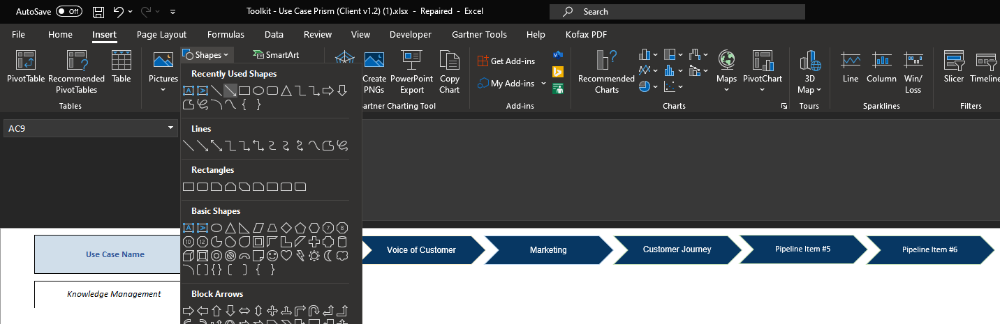 AutoSave Off Toolkit - Use Case Prism (Client v1.2) (1).xlsx - Repaired - Excel Search
File Home Insert Page Layout Formulas Data Review View Developer Gartner Tools Help Kofax PDF
PivotTable
Recommended
PivotTables
Table
Tables
Pictures
Shapes
SmartArt
Create
PNGs
PowerPoint
Export
Copy
Chart
artner Charting Tool
Get Add-ins
My Add-ins
Add-ins
Recommended
Charts
Maps
PivotChart
Charts
3D
Map
Tours
Line
Column
Win/
Loss
Sparklines
Slicer
Timeline
Filters
AC9
Recently Used Shapes
Lines
Rectangles
Basic Shapes
7 8
10 12
Block Arrows
Use Case Name
Voice of Customer
Marketing
Customer Journey
Pipeline Item #5
Pipeline Item #6
Knowledge Management